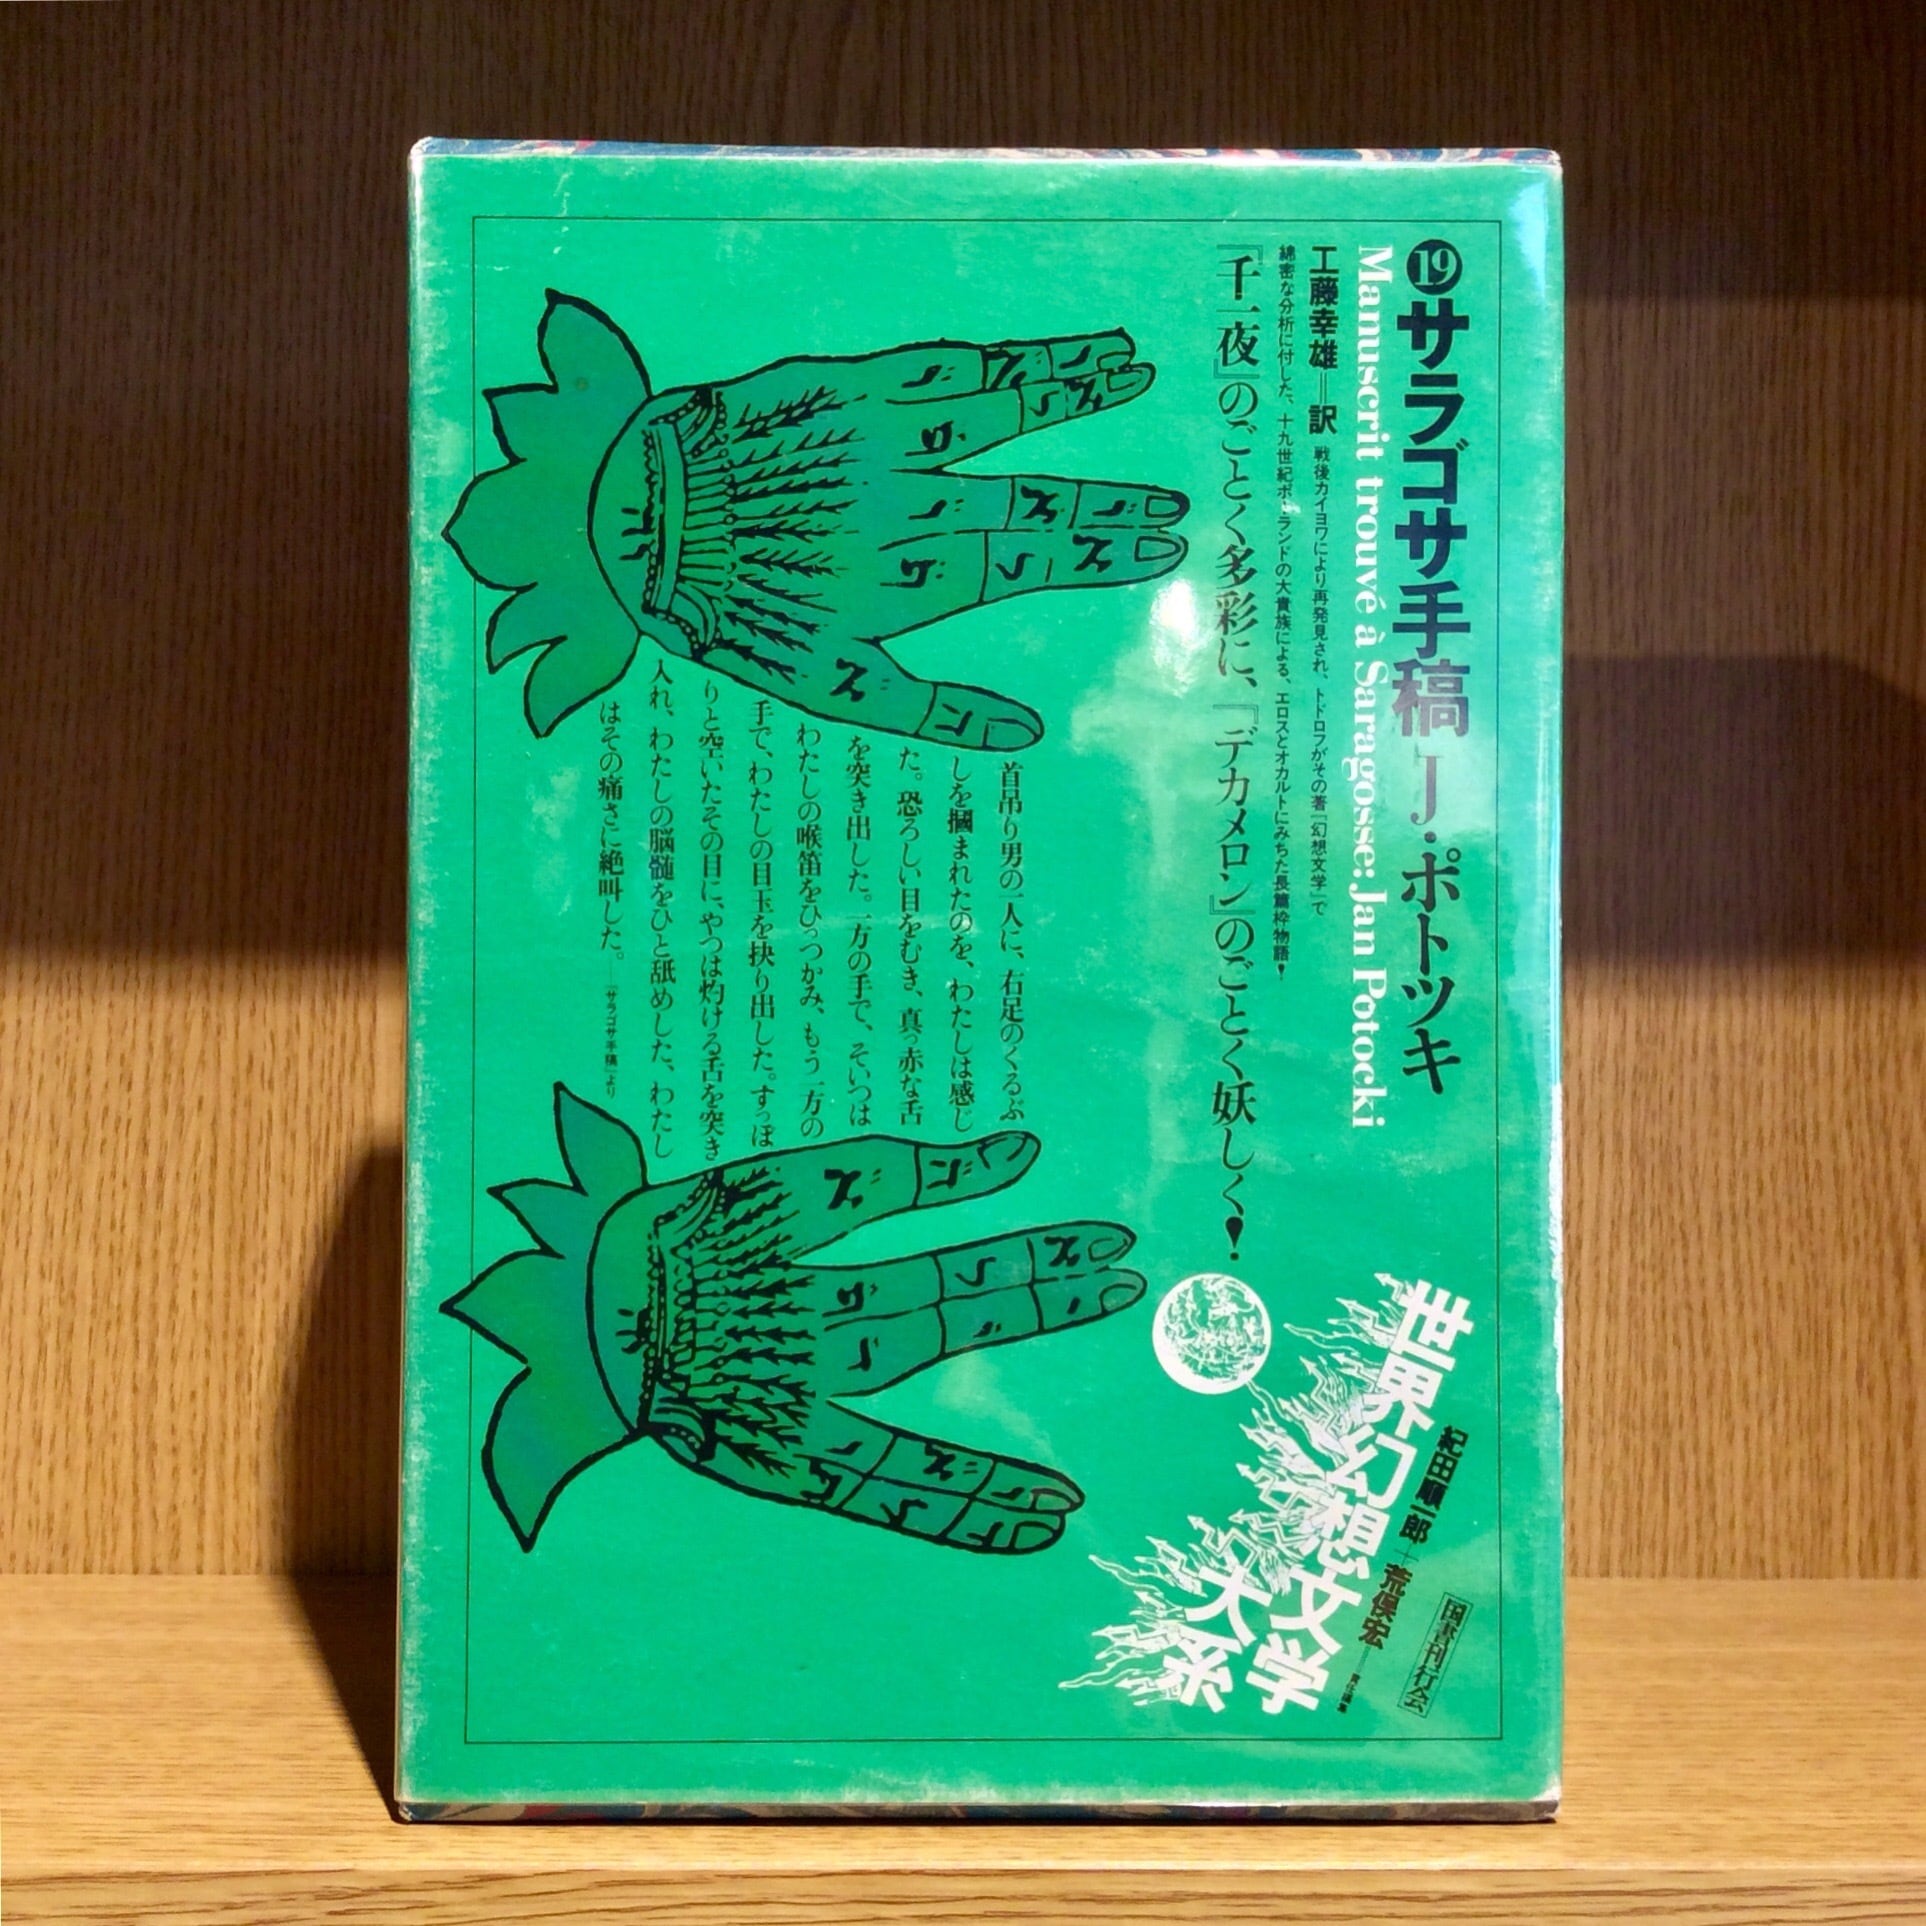 ⑲サラゴサ手稿 J・ポトツキ
Manuscrit trouvé à Saragosse: Jan Potocki
工藤幸雄＝訳
戦後カイヨワにより再発見され、トドロフがその著『幻想文学』で
綿密な分析に付した、十九世紀ポーランドの大貴族による、エロスとオカルトにみちた長篇枠物語!
『千一夜』のごとく多彩に、『デカメロン』のごとく妖しく!
首吊り男の一人に、右足のくるぶ
しを摑まれたのを、わたしは感じ
た。恐ろしい目をむき、真っ赤な舌
を突き出した。一方の手で、そいつは
わたしの喉笛をひっつかみ、もう一方の
手で、わたしの目玉を抉り出した。すっぽ
りと空いたその目に、やつは灼ける舌を突き
入れ、わたしの脳髄をひと舐めした、わたし
はその痛さに絶叫した。——『サラゴサ手稿』より
世界幻想文学大系
紀田順一郎＋荒俣宏＝責任編集
国書刊行会